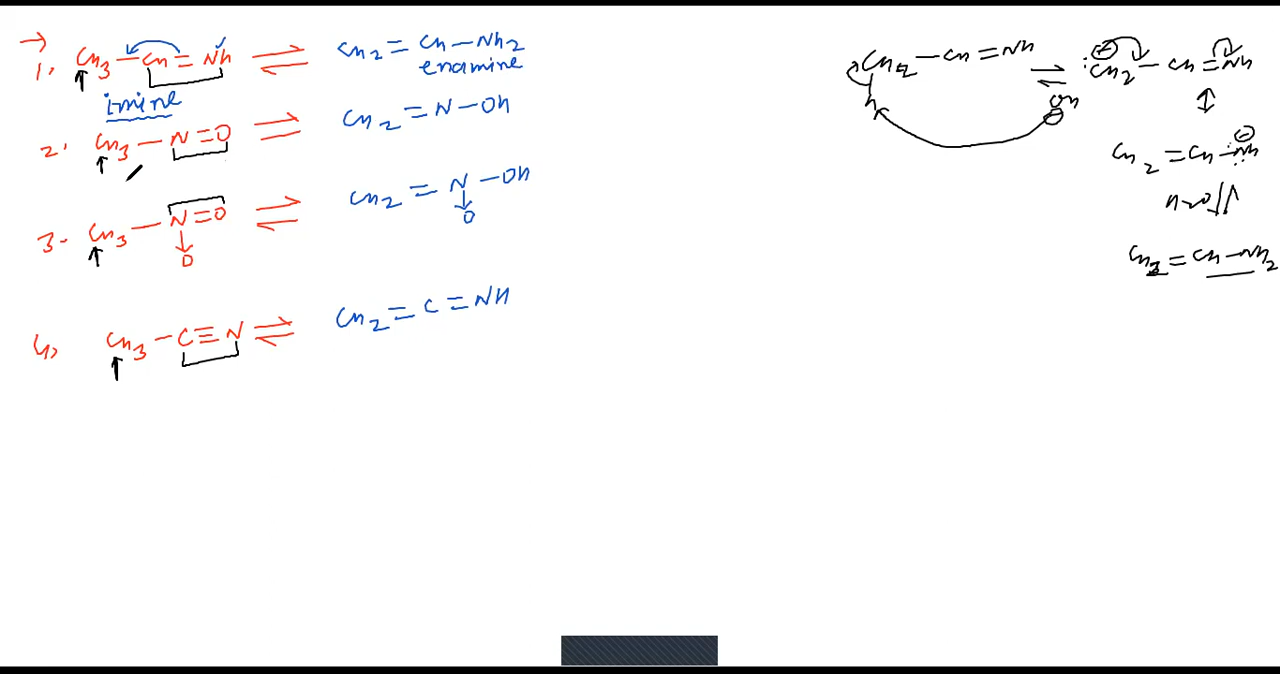 →
1. CH3 – CH = NH ⇌ CH2 = CH – NH2
imine enamine
2. CH3 – N = O ⇌ CH2 = N – OH
3. CH3 – N = O ⇌ CH2 = N – OH
↓ ↓
O O
4, CH3 – C ≡ N ⇌ CH2 = C = NH
CH2 – CH = NH ⇌ :CH2 – CH = NH
H OH ⊖
↕
CH2 = CH – NH ⊖
H2O
CH2 = CH – NH2